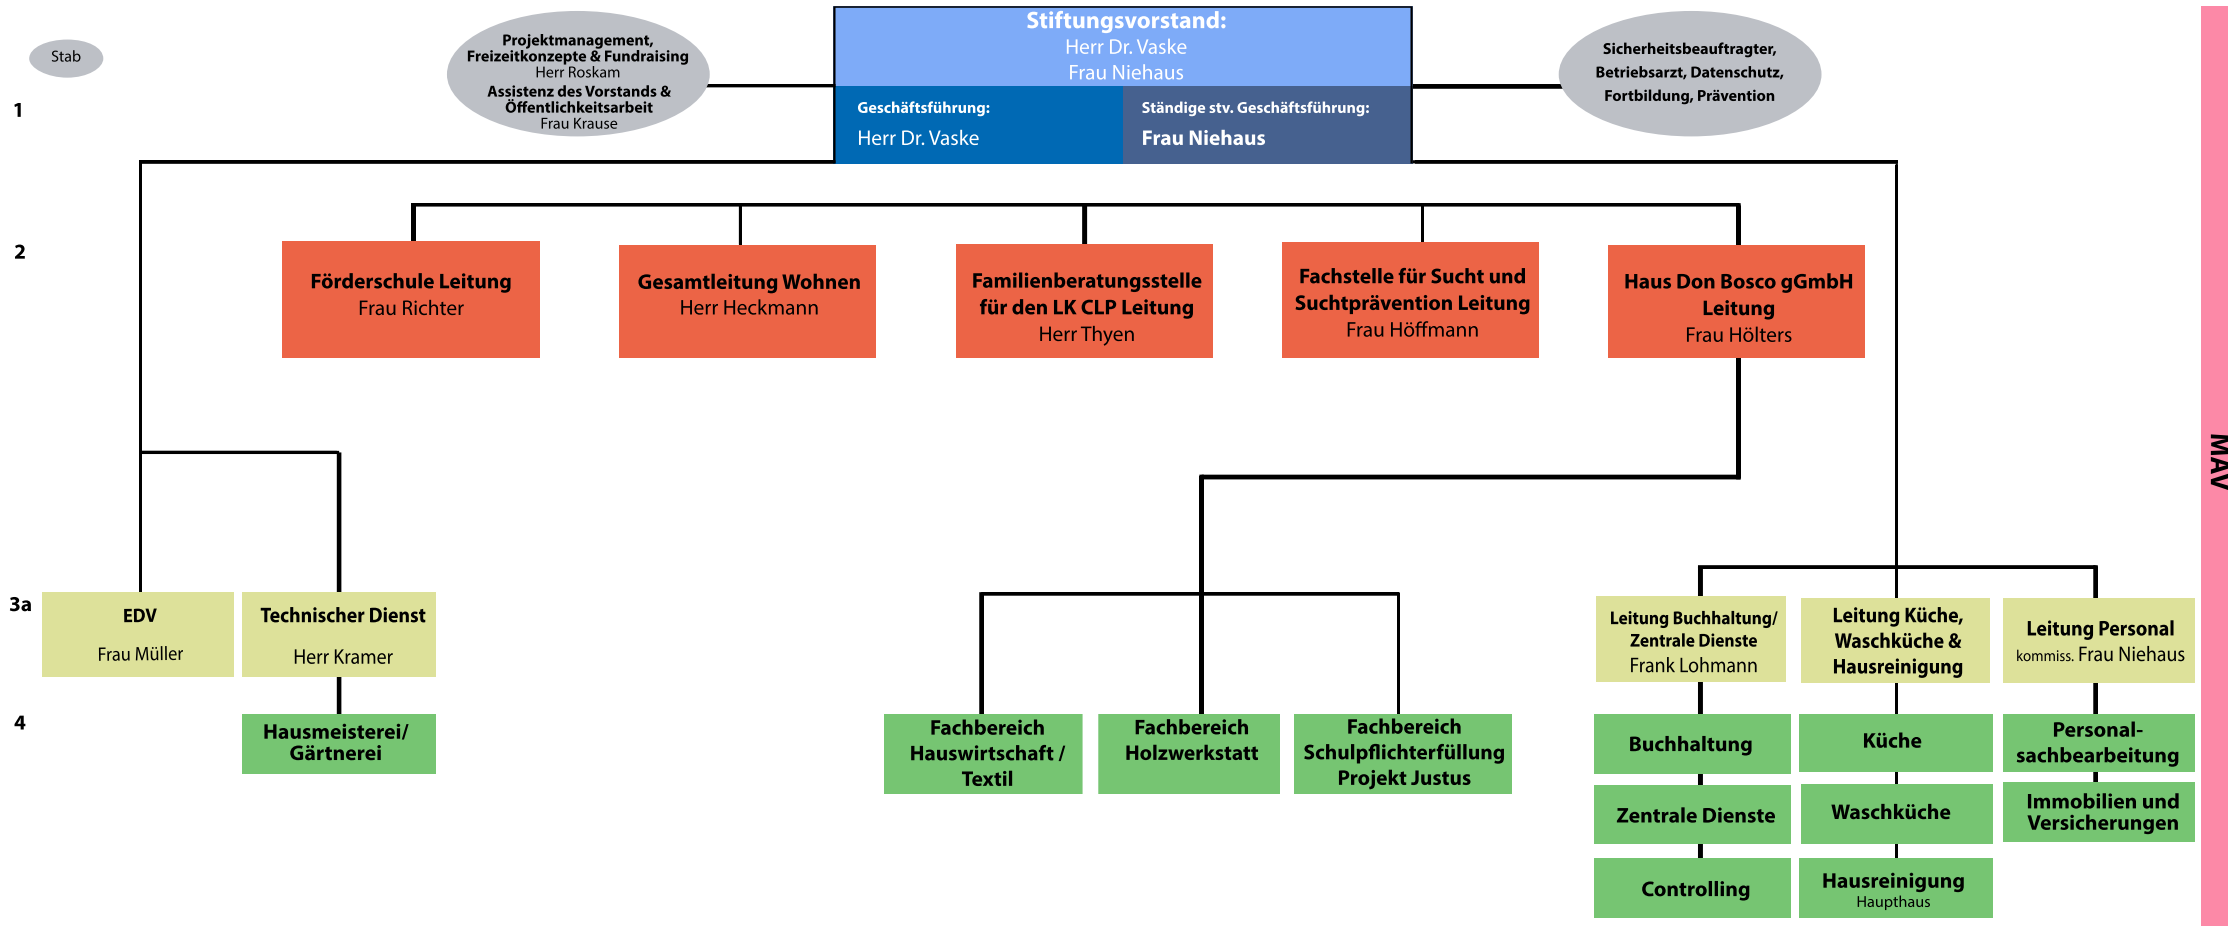 Stab
Projektmanagement,
Freizeitkonzepte & Fundraising
Herr Roskam
Assistenz des Vorstands &
Öffentlichkeitsarbeit
Frau Krause
Stiftungsvorstand:
Herr Dr. Vaske
Frau Niehaus
Geschäftsführung:
Herr Dr. Vaske
Ständige stv. Geschäftsführung:
Frau Niehaus
Sicherheitsbeauftragter,
Betriebsarzt, Datenschutz,
Fortbildung, Prävention
1
2
Förderschule Leitung
Frau Richter
Gesamtleitung Wohnen
Herr Heckmann
Familienberatungsstelle
für den LK CLP Leitung
Herr Thyen
Fachstelle für Sucht und
Suchtprävention Leitung
Frau Höffmann
Haus Don Bosco gGmbH
Leitung
Frau Hölters
MAV
3a
EDV
Frau Müller
Technischer Dienst
Herr Kramer
Leitung Buchhaltung/
Zentrale Dienste
Frank Lohmann
Leitung Küche,
Waschküche &
Hausreinigung
Leitung Personal
kommiss. Frau Niehaus
4
Hausmeisterei/
Gärtnerei
Fachbereich
Hauswirtschaft /
Textil
Fachbereich
Holzwerkstatt
Fachbereich
Schulpflichterfüllung
Projekt Justus
Buchhaltung
Küche
Personal-
sachbearbeitung
Zentrale Dienste
Waschküche
Immobilien und
Versicherungen
Controlling
Hausreinigung
Haupthaus